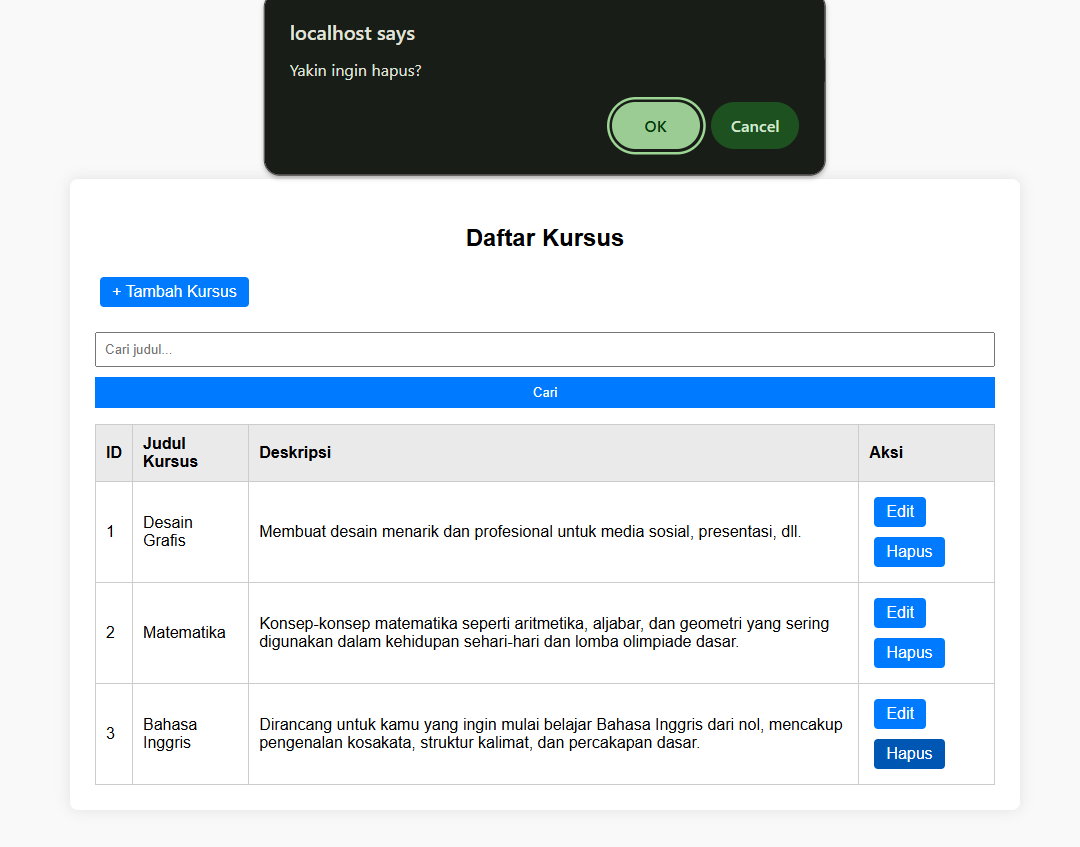 localhost says
Yakin ingin hapus?
OK
Cancel
Daftar Kursus
+ Tambah Kursus
Cari judul...
Cari
ID
Judul
Kursus
Deskripsi
Aksi
1
Desain
Grafis
Membuat desain menarik dan profesional untuk media sosial, presentasi, dll.
Edit
Hapus
2
Matematika
Konsep-konsep matematika seperti aritmetika, aljabar, dan geometri yang sering
digunakan dalam kehidupan sehari-hari dan lomba olimpiade dasar.
Edit
Hapus
3
Bahasa
Inggris
Dirancang untuk kamu yang ingin mulai belajar Bahasa Inggris dari nol, mencakup
pengenalan kosakata, struktur kalimat, dan percakapan dasar.
Edit
Hapus